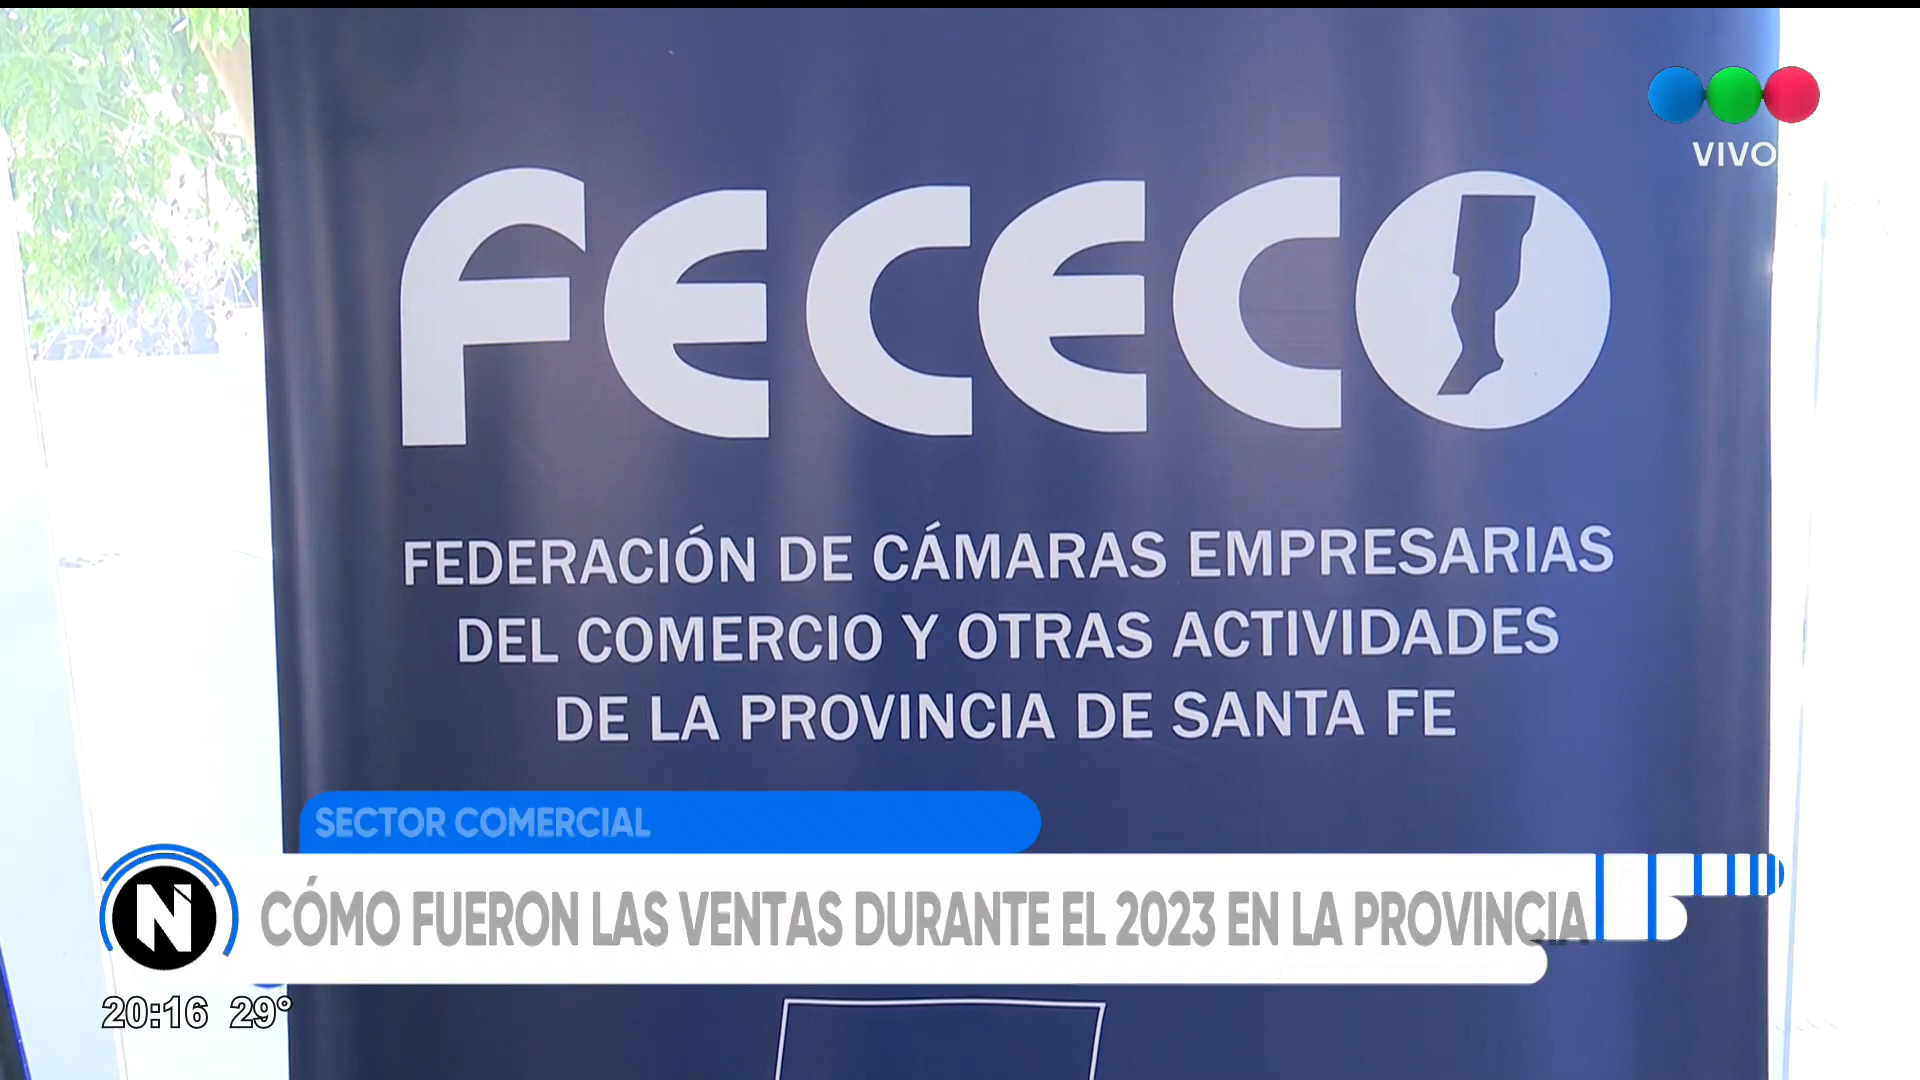 VIVO
FECECO
FEDERACIÓN DE CÁMARAS EMPRESARIAS
DEL COMERCIO Y OTRAS ACTIVIDADES
DE LA PROVINCIA DE SANTA FE
SECTOR COMERCIAL
N
CÓMO FUERON LAS VENTAS DURANTE EL 2023 EN LA PROVINCIA
20:16 29°